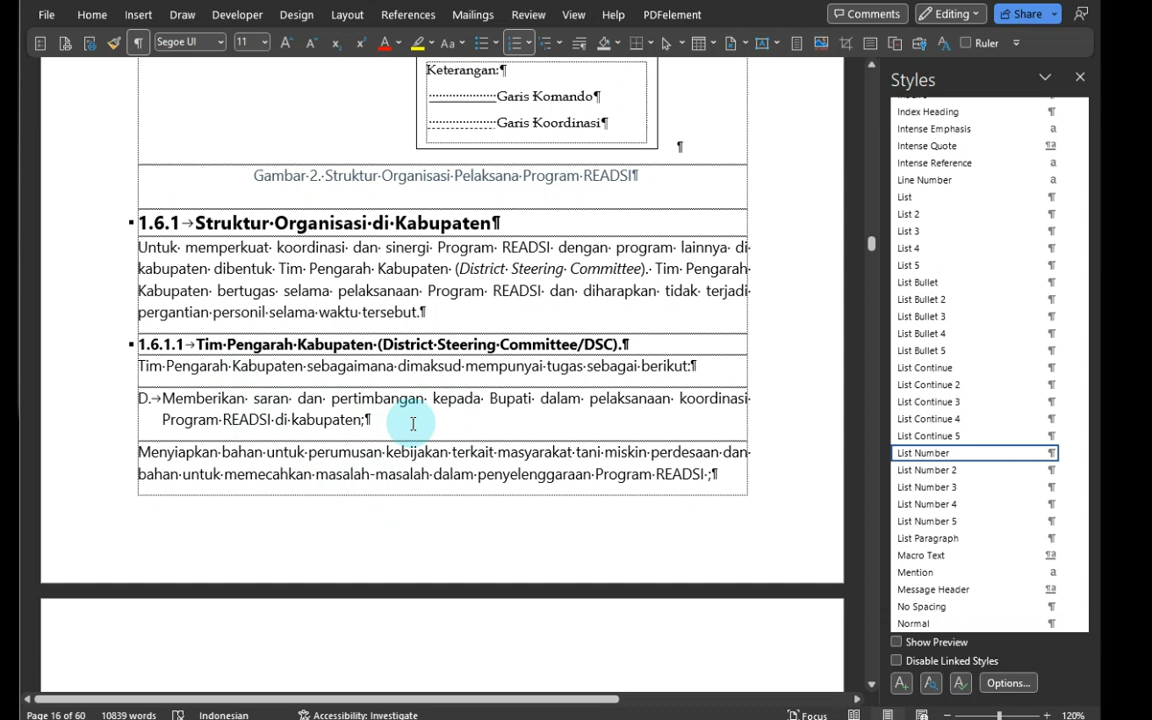 File Home Insert Draw Developer Design Layout References Mailings Review View Help PDFelement Comments Editing Share
Segoe UI 11 Ruler
Keterangan:¶
Garis·Komando¶
Garis·Koordinasi¶
¶
Gambar·2.·Struktur·Organisasi·Pelaksana·Program·READSI¶
1.6.1→Struktur·Organisasi·di·Kabupaten¶
Untuk· memperkuat· koordinasi· dan· sinergi· Program· READSI· dengan· program· lainnya· di·
kabupaten· dibentuk· Tim· Pengarah· Kabupaten· (District· Steering· Committee).· Tim· Pengarah·
Kabupaten· bertugas· selama· pelaksanaan· Program· READSI· dan· diharapkan· tidak· terjadi·
pergantian·personil·selama·waktu·tersebut.¶
1.6.1.1→Tim·Pengarah·Kabupaten·(District·Steering·Committee/DSC).¶
Tim·Pengarah·Kabupaten·sebagaimana·dimaksud·mempunyai·tugas·sebagai·berikut:¶
D.→Memberikan· saran· dan· pertimbangan· kepada· Bupati· dalam· pelaksanaan· koordinasi·
Program·READSI·di·kabupaten;¶
Menyiapkan·bahan·untuk·perumusan·kebijakan·terkait·masyarakat·tani·miskin·perdesaan·dan·
bahan·untuk·memecahkan·masalah-masalah·dalam·penyelenggaraan·Program·READSI·;¶
Styles
Index Heading ¶
Intense Emphasis a
Intense Quote ¶a
Intense Reference a
Line Number a
List ¶
List 2 ¶
List 3 ¶
List 4 ¶
List 5 ¶
List Bullet ¶
List Bullet 2 ¶
List Bullet 3 ¶
List Bullet 4 ¶
List Bullet 5 ¶
List Continue ¶
List Continue 2 ¶
List Continue 3 ¶
List Continue 4 ¶
List Continue 5 ¶
List Number ¶
List Number 2 ¶
List Number 3 ¶
List Number 4 ¶
List Number 5 ¶
List Paragraph ¶
Macro Text ¶a
Mention a
Message Header ¶a
No Spacing ¶
Normal ¶
Show Preview
Disable Linked Styles
Options...
Page 16 of 60 10839 words Indonesian Accessibility: Investigate Focus 120%